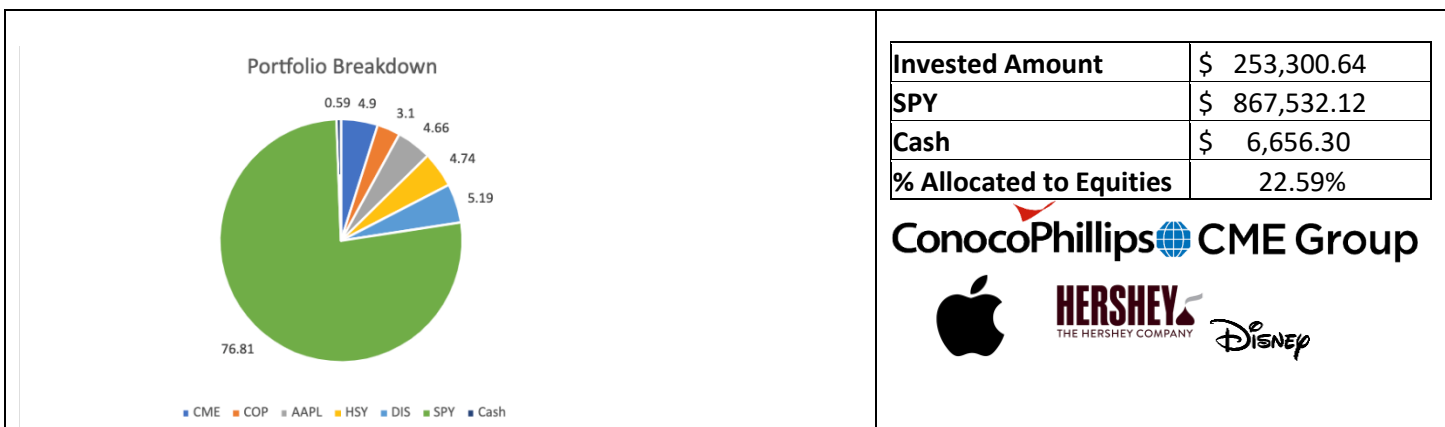 Portfolio Breakdown
0.59 4.9
3.1
4.66
4.74
5.19
76.81
CME COP AAPL HSY DIS SPY Cash
Invested Amount $ 253,300.64
SPY $ 867,532.12
Cash $ 6,656.30
% Allocated to Equities 22.59%
ConocoPhillips CME Group
HERSHEY
THE HERSHEY COMPANY
Disney